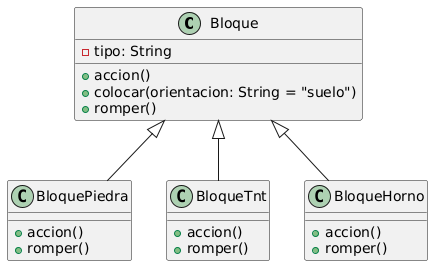 C Bloque
tipo: String
accion()
colocar(orientacion: String = "suelo")
romper()
C BloquePiedra
accion()
romper()
C BloqueTnt
accion()
romper()
C BloqueHorno
accion()
romper()